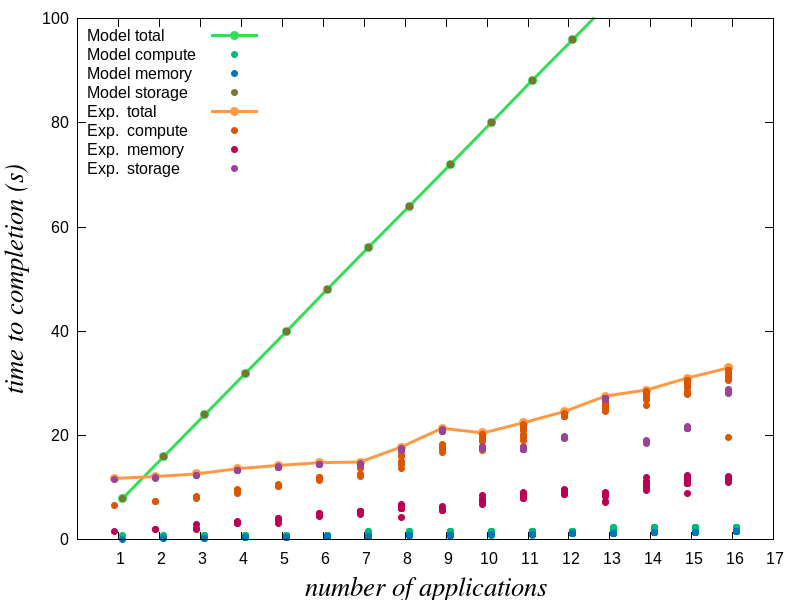 100
80
60
40
20
0
time to completion (s)
Model total
Model compute
Model memory
Model storage
Exp. total
Exp. compute
Exp. memory
Exp. storage
1 2 3 4 5 6 7 8 9 10 11 12 13 14 15 16 17
number of applications